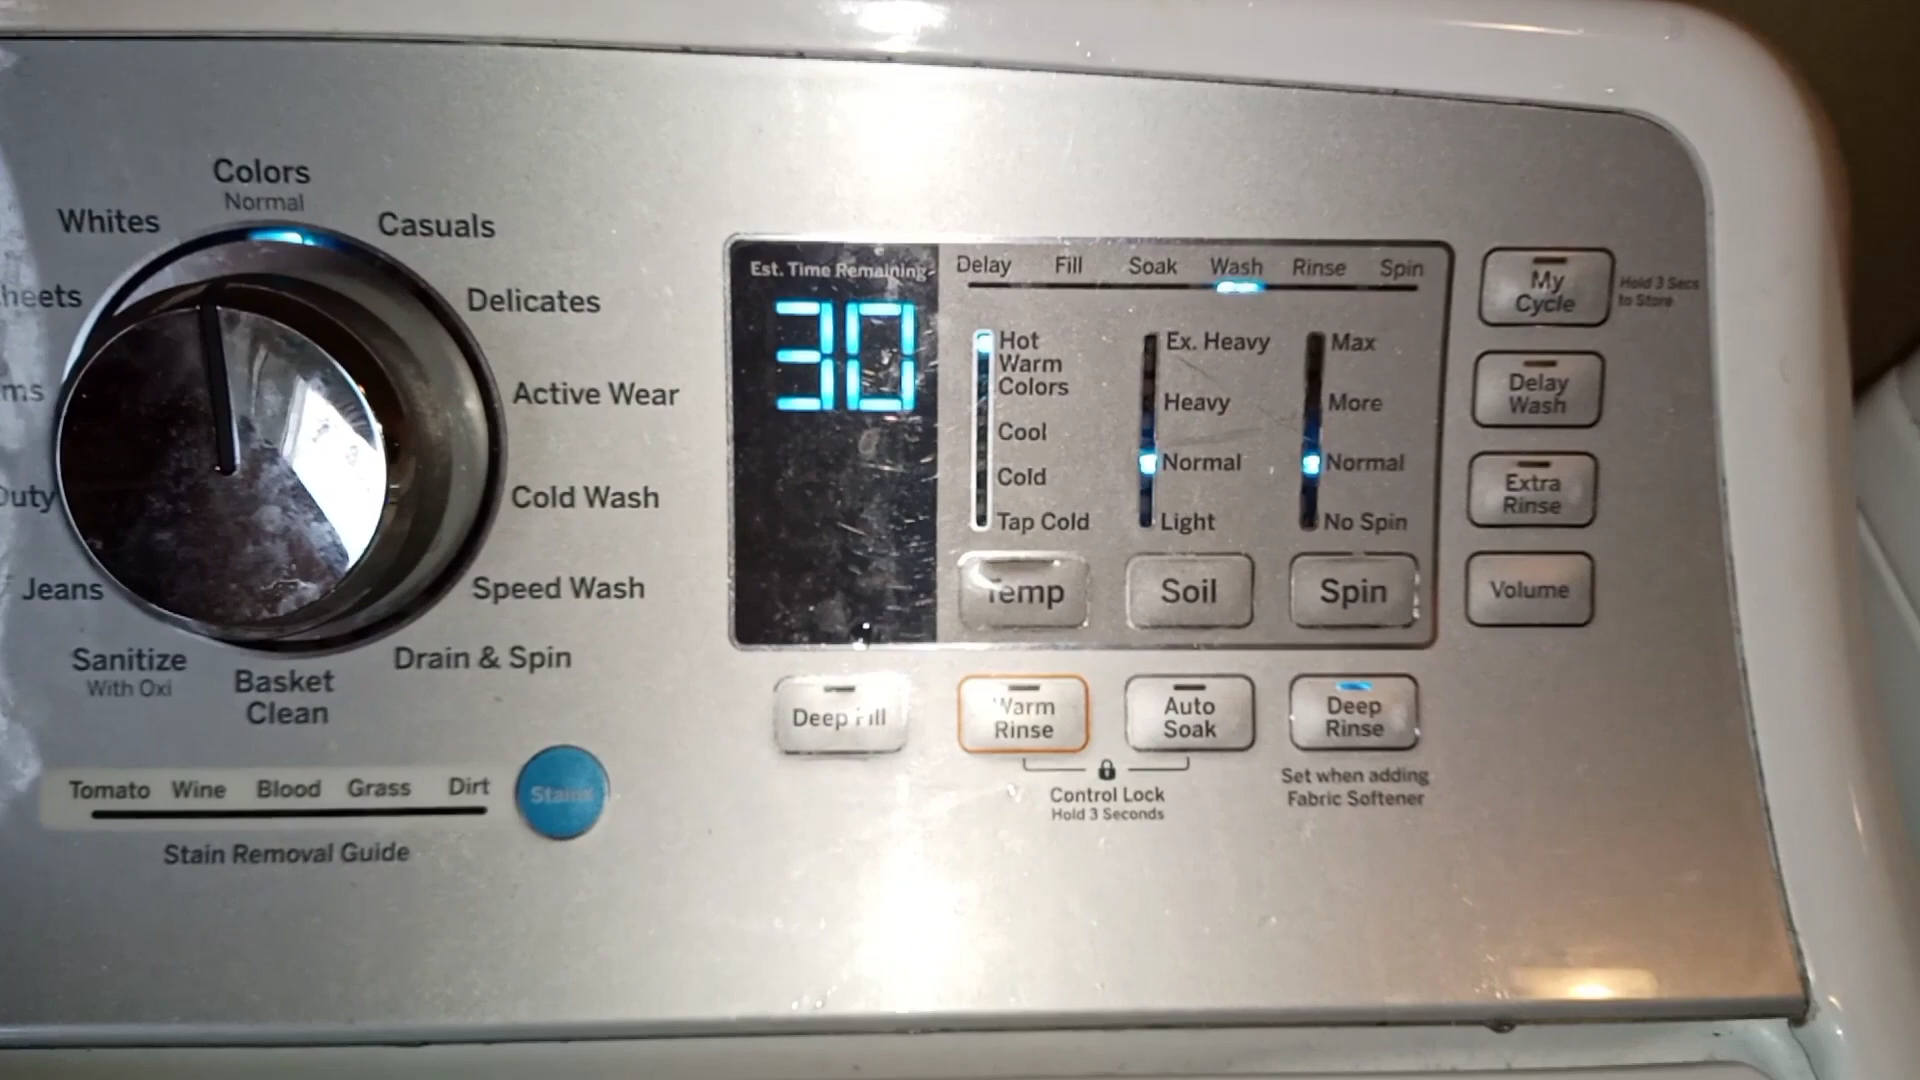 Colors
Normal
Whites
Casuals
heets
Delicates
ms
Active Wear
Duty
Cold Wash
Jeans
Speed Wash
Sanitize
With Oxi
Basket
Clean
Drain & Spin
Tomato Wine Blood Grass Dirt
Stains
Stain Removal Guide
Est. Time Remaining
30
Delay Fill Soak Wash Rinse Spin
Hot
Warm
Colors
Cool
Cold
Tap Cold
Ex. Heavy
Heavy
Normal
Light
Max
More
Normal
No Spin
Temp
Soil
Spin
Deep Fill
Warm
Rinse
Auto
Soak
Deep
Rinse
Control Lock
Hold 3 Seconds
Set when adding
Fabric Softener
My
Cycle
Hold 3 Secs
to Store
Delay
Wash
Extra
Rinse
Volume